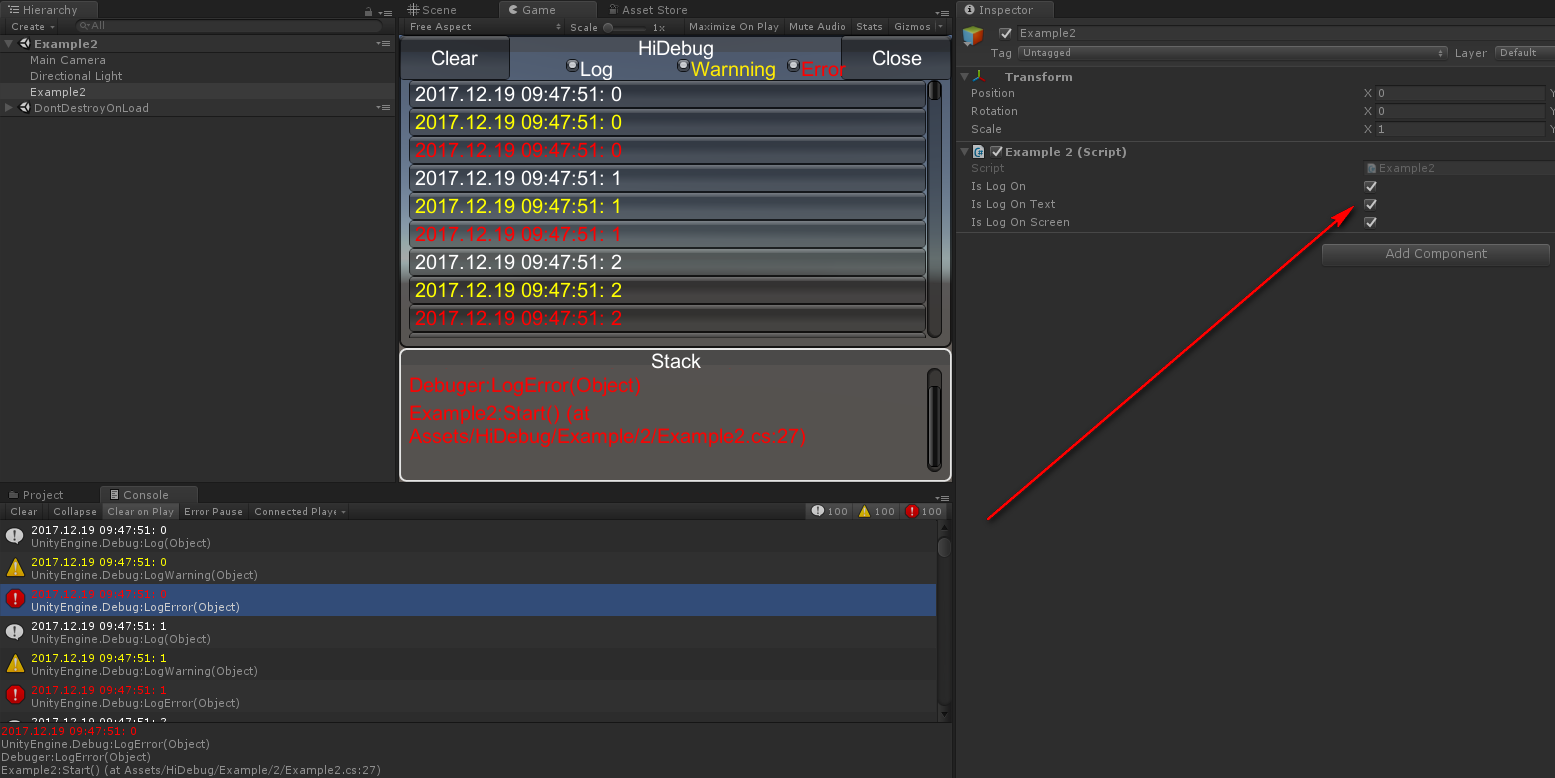 Hierarchy
Create
All
Example2
Main Camera
Directional Light
Example2
DontDestroyOnLoad
Scene
Game
Asset Store
Free Aspect
Scale 1x
Maximize On Play
Mute Audio
Stats
Gizmos
Clear
HiDebug
Close
Log
Warnning
Error
2017.12.19 09:47:51: 0
2017.12.19 09:47:51: 0
2017.12.19 09:47:51: 0
2017.12.19 09:47:51: 1
2017.12.19 09:47:51: 1
2017.12.19 09:47:51: 1
2017.12.19 09:47:51: 2
2017.12.19 09:47:51: 2
2017.12.19 09:47:51: 2
Stack
Debuger:LogError(Object)
Example2:Start() (at
Assets/HiDebug/Example/2/Example2.cs:27)
Project
Console
Clear
Collapse
Clear on Play
Error Pause
Connected Playe
100
100
100
2017.12.19 09:47:51: 0
UnityEngine.Debug:Log(Object)
2017.12.19 09:47:51: 0
UnityEngine.Debug:LogWarning(Object)
2017.12.19 09:47:51: 0
UnityEngine.Debug:LogError(Object)
2017.12.19 09:47:51: 1
UnityEngine.Debug:Log(Object)
2017.12.19 09:47:51: 1
UnityEngine.Debug:LogWarning(Object)
2017.12.19 09:47:51: 1
UnityEngine.Debug:LogError(Object)
2017.12.19 09:47:51: 2
2017.12.19 09:47:51: 0
UnityEngine.Debug:LogError(Object)
Debuger:LogError(Object)
Example2:Start() (at Assets/HiDebug/Example/2/Example2.cs:27)
Inspector
Example2
Tag Untagged
Layer Default
Transform
Position X 0 Y
Rotation X 0 Y
Scale X 1 Y
Example 2 (Script)
Script Example2
Is Log On
Is Log On Text
Is Log On Screen
Add Component